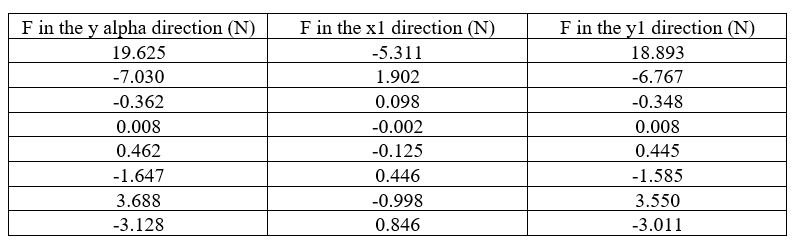 F in the y alpha direction (N) F in the x1 direction (N) F in the y1 direction (N)
19.625 -5.311 18.893
-7.030 1.902 -6.767
-0.362 0.098 -0.348
0.008 -0.002 0.008
0.462 -0.125 0.445
-1.647 0.446 -1.585
3.688 -0.998 3.550
-3.128 0.846 -3.011